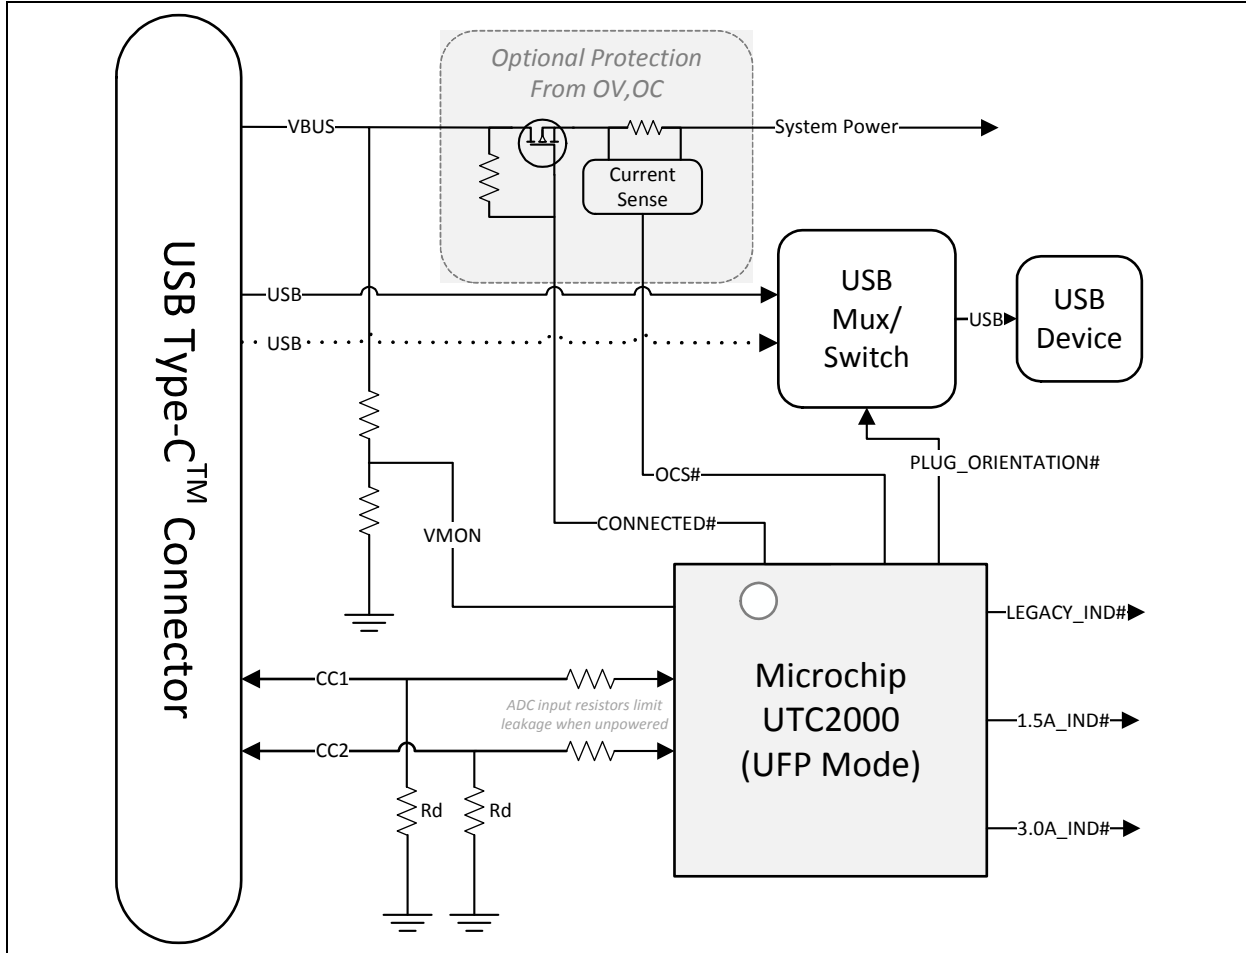 Optional Protection
From OV,OC
VBUS
System Power
Current
Sense
USB Type-C™ Connector
USB
USB
USB
Mux/
Switch
USB
USB
Device
PLUG_ORIENTATION#
OCS#
CONNECTED#
VMON
LEGACY_IND#
CC1
ADC input resistors limit
leakage when unpowered
Microchip
UTC2000
(UFP Mode)
1.5A_IND#
CC2
Rd
Rd
3.0A_IND#